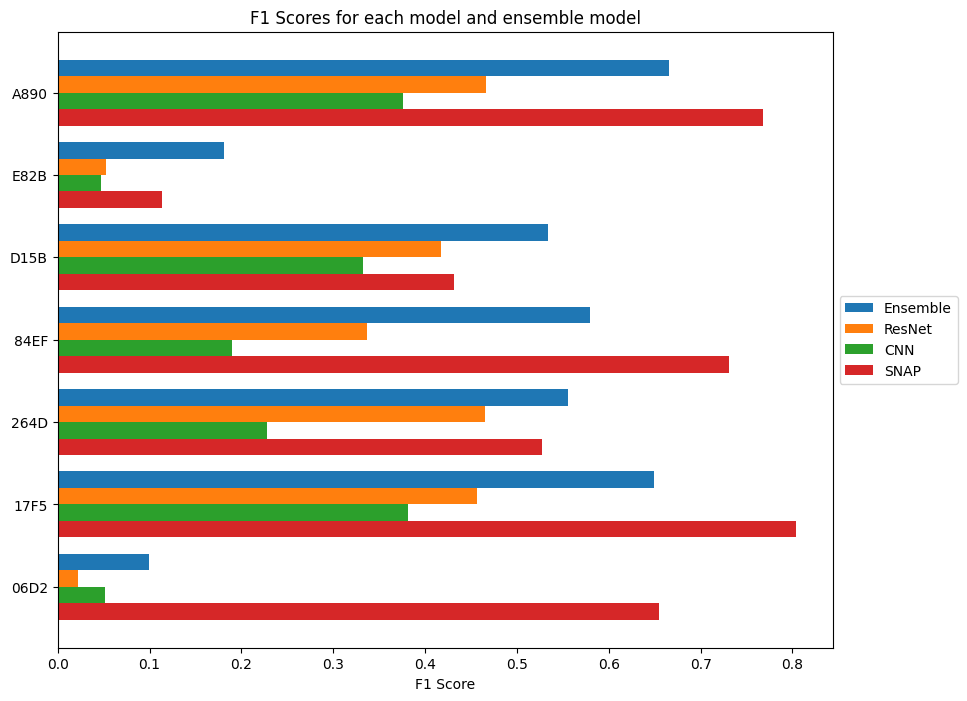 F1 Scores for each model and ensemble model
A890
E82B
D15B
84EF
264D
17F5
06D2
0.0 0.1 0.2 0.3 0.4 0.5 0.6 0.7 0.8
F1 Score
Ensemble
ResNet
CNN
SNAP